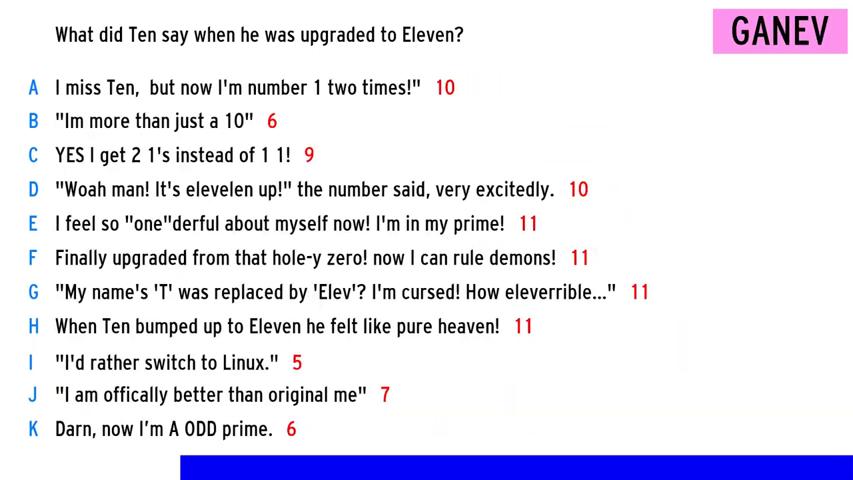 What did Ten say when he was upgraded to Eleven?
GANEV
A I miss Ten, but now I'm number 1 two times!" 10
B "Im more than just a 10" 6
C YES I get 2 1's instead of 1 1! 9
D "Woah man! It's elevelen up!" the number said, very excitedly. 10
E I feel so "one"derful about myself now! I'm in my prime! 11
F Finally upgraded from that hole-y zero! now I can rule demons! 11
G "My name's 'T' was replaced by 'Elev'? I'm cursed! How eleverrible..." 11
H When Ten bumped up to Eleven he felt like pure heaven! 11
I "I'd rather switch to Linux." 5
J "I am offically better than original me" 7
K Darn, now I'm A ODD prime. 6